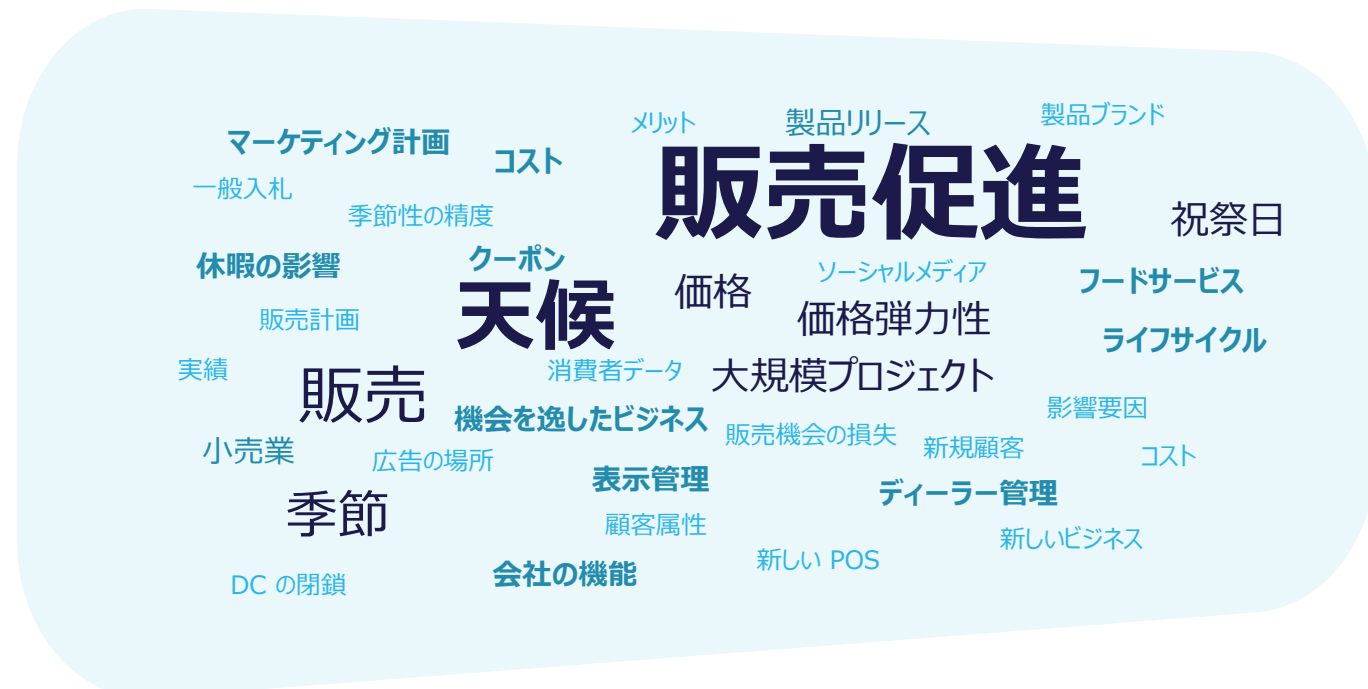 メリット
製品リリース
製品ブランド
マーケティング計画
コスト
販売促進
一般入札
季節性の精度
祝祭日
休暇の影響
クーポン
価格
ソーシャルメディア
フードサービス
天候
価格弾力性
販売計画
ライフサイクル
実績
消費者データ
大規模プロジェクト
販売
影響要因
機会を逸したビジネス
販売機会の損失
新規顧客
コスト
小売業
広告の場所
表示管理
ディーラー管理
季節
顧客属性
新しいビジネス
新しい POS
会社の機能
DC の閉鎖